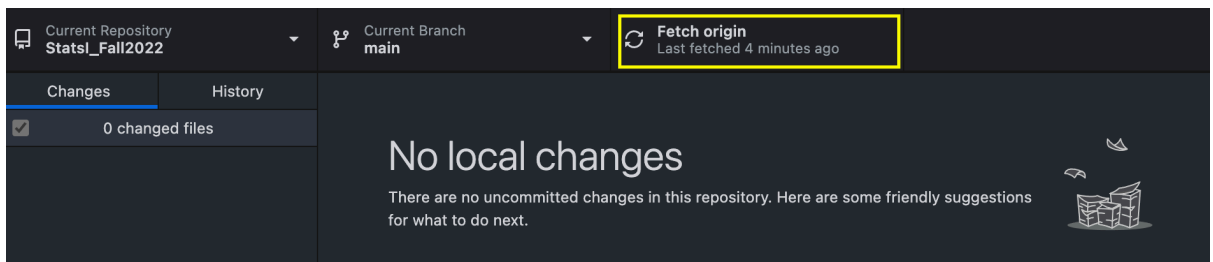 Current Repository
StatsI_Fall2022
Current Branch
main
Fetch origin
Last fetched 4 minutes ago
Changes
History
0 changed files
No local changes
There are no uncommitted changes in this repository. Here are some friendly suggestions
for what to do next.